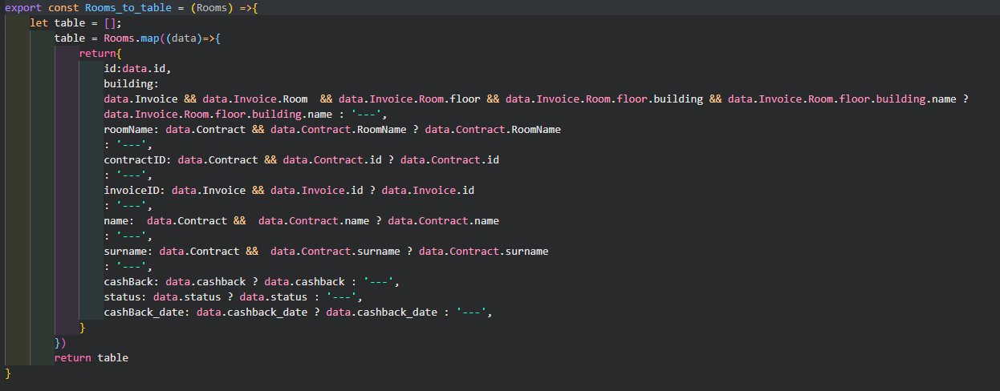 export const Rooms_to_table = (Rooms) =>{
    let table = [];
        table = Rooms.map((data)=>{
            return{
                id:data.id,
                building:
                data.Invoice && data.Invoice.Room  && data.Invoice.Room.floor && data.Invoice.Room.floor.building && data.Invoice.Room.floor.building.name ?
                data.Invoice.Room.floor.building.name : '---',
                roomName: data.Contract && data.Contract.RoomName ? data.Contract.RoomName
                : '---',
                contractID: data.Contract && data.Contract.id ? data.Contract.id
                : '---',
                invoiceID: data.Invoice && data.Invoice.id ? data.Invoice.id
                : '---',
                name:  data.Contract &&  data.Contract.name ? data.Contract.name
                : '---',
                surname: data.Contract &&  data.Contract.surname ? data.Contract.surname
                : '---',
                cashBack: data.cashback ? data.cashback : '---',
                status: data.status ? data.status : '---',
                cashBack_date: data.cashback_date ? data.cashback_date : '---',
            }
        })
        return table
}